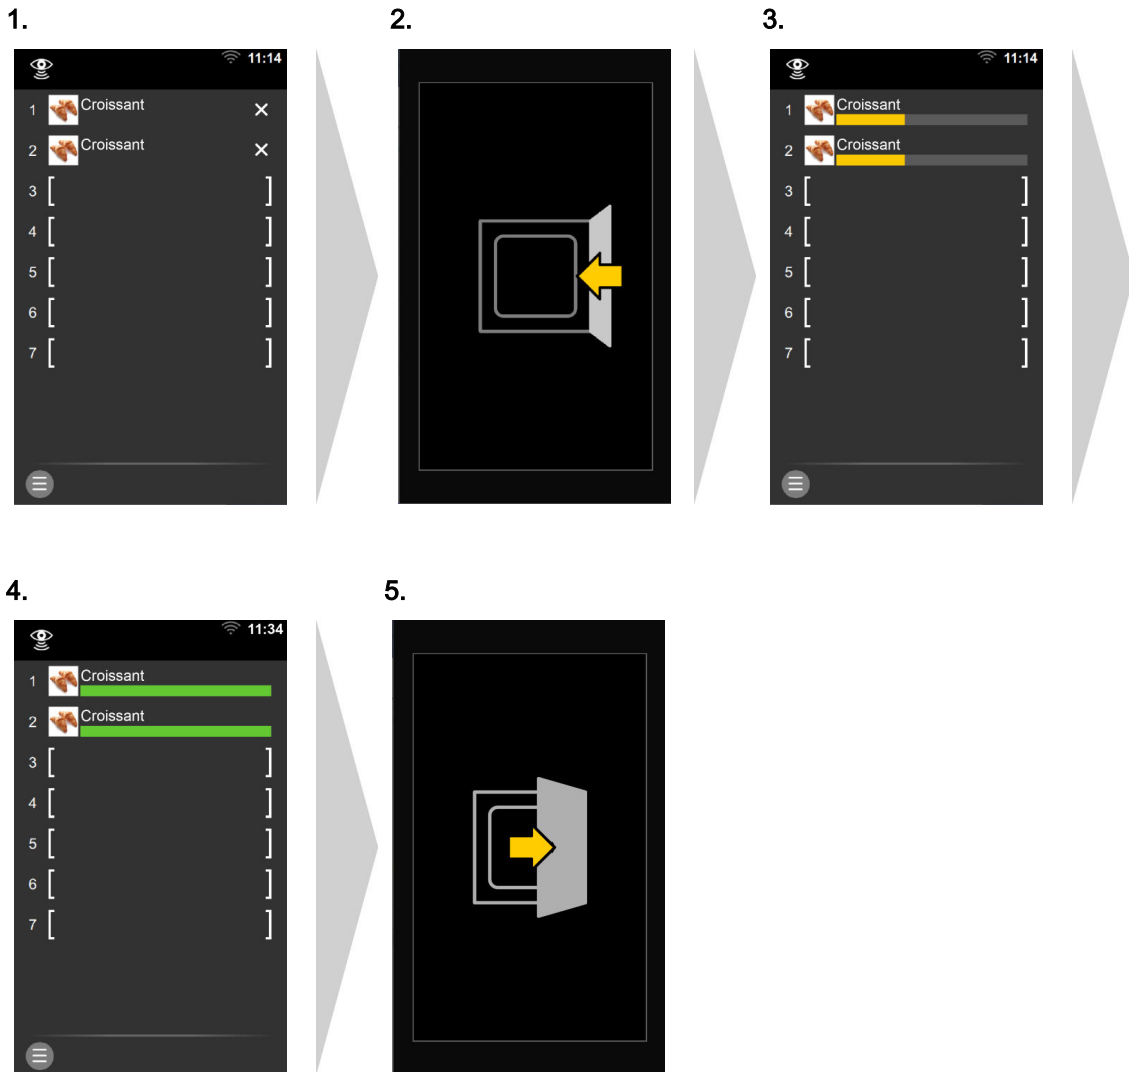 1.
2.
3.
11:14
1 Croissant ✕
2 Croissant ✕
3 [ ]
4 [ ]
5 [ ]
6 [ ]
7 [ ]
11:14
1 Croissant
2 Croissant
3 [ ]
4 [ ]
5 [ ]
6 [ ]
7 [ ]
4.
5.
11:34
1 Croissant
2 Croissant
3 [ ]
4 [ ]
5 [ ]
6 [ ]
7 [ ]